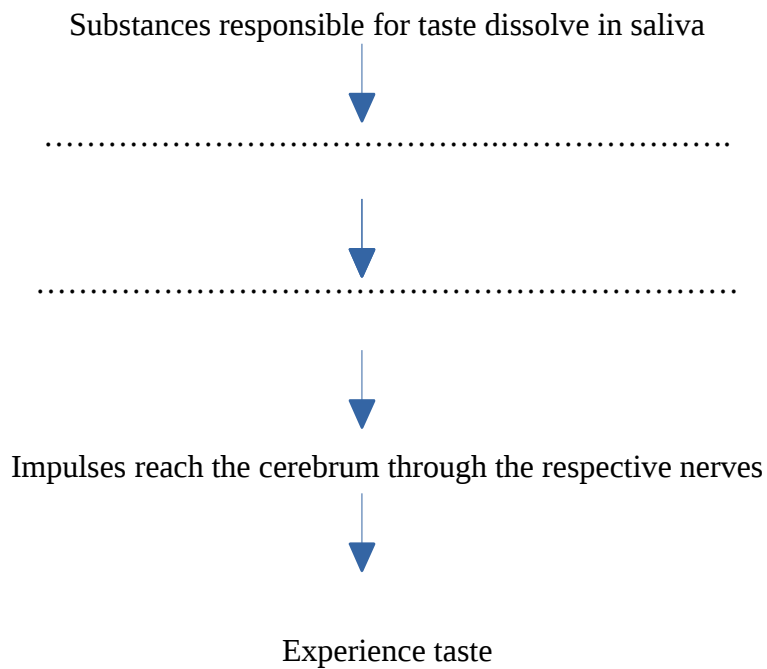 Substances responsible for taste dissolve in saliva
……………………………………..………………….
…………………………………………………………
Impulses reach the cerebrum through the respective nerves
Experience taste